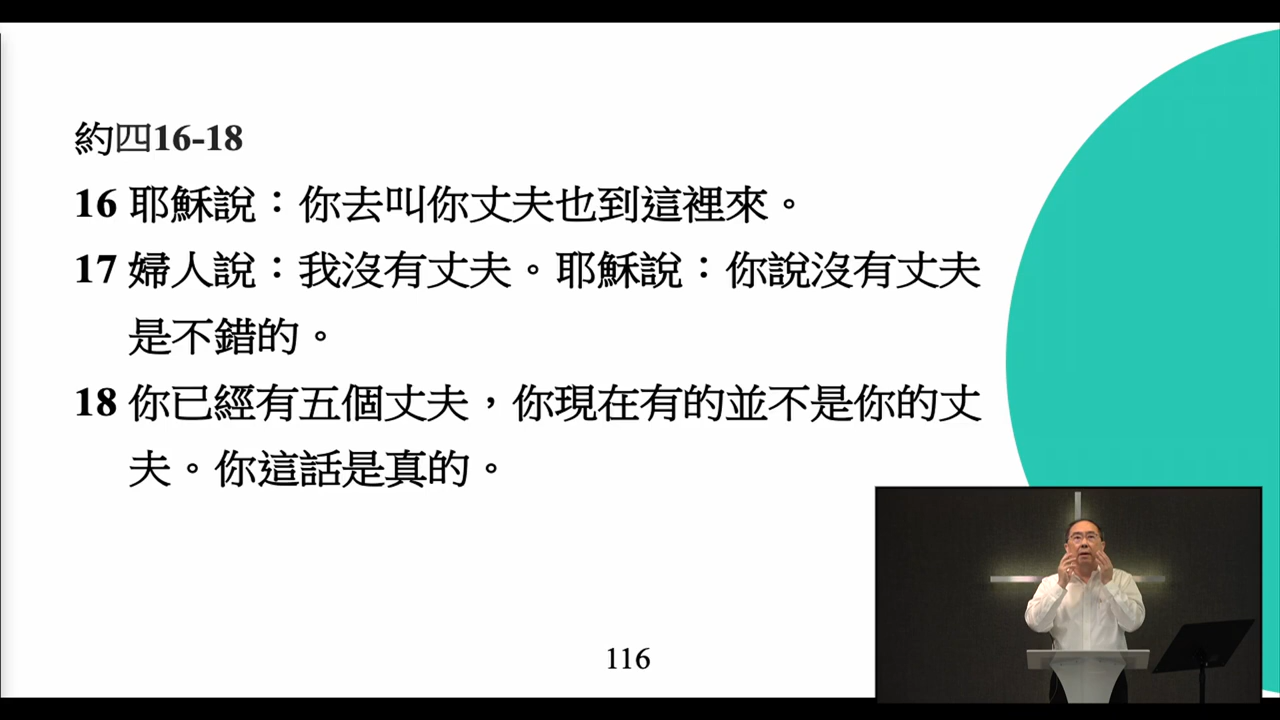 約四16-18
16 耶穌說：你去叫你丈夫也到這裡來。
17 婦人說：我沒有丈夫。耶穌說：你說沒有丈夫
是不錯的。
18 你已經有五個丈夫，你現在有的並不是你的丈
夫。你這話是真的。
116